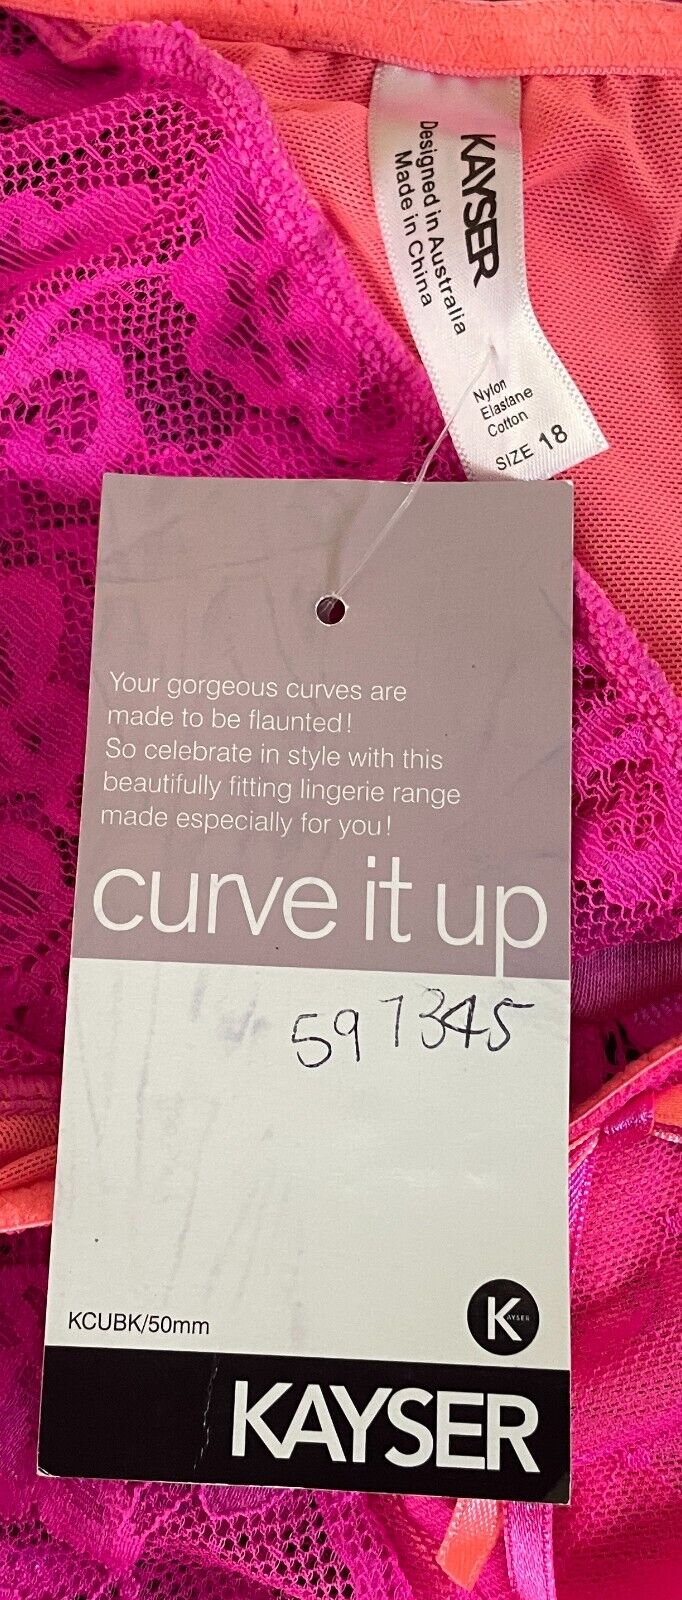 KAYSER
Designed in Australia
Made in China
Nylon
Elastane
Cotton
SIZE 18
Your gorgeous curves are
made to be flaunted!
So celebrate in style with this
beautifully fitting lingerie range
made especially for you!
curve it up
597345
KCUBK/50mm
K
AYSER
KAYSER